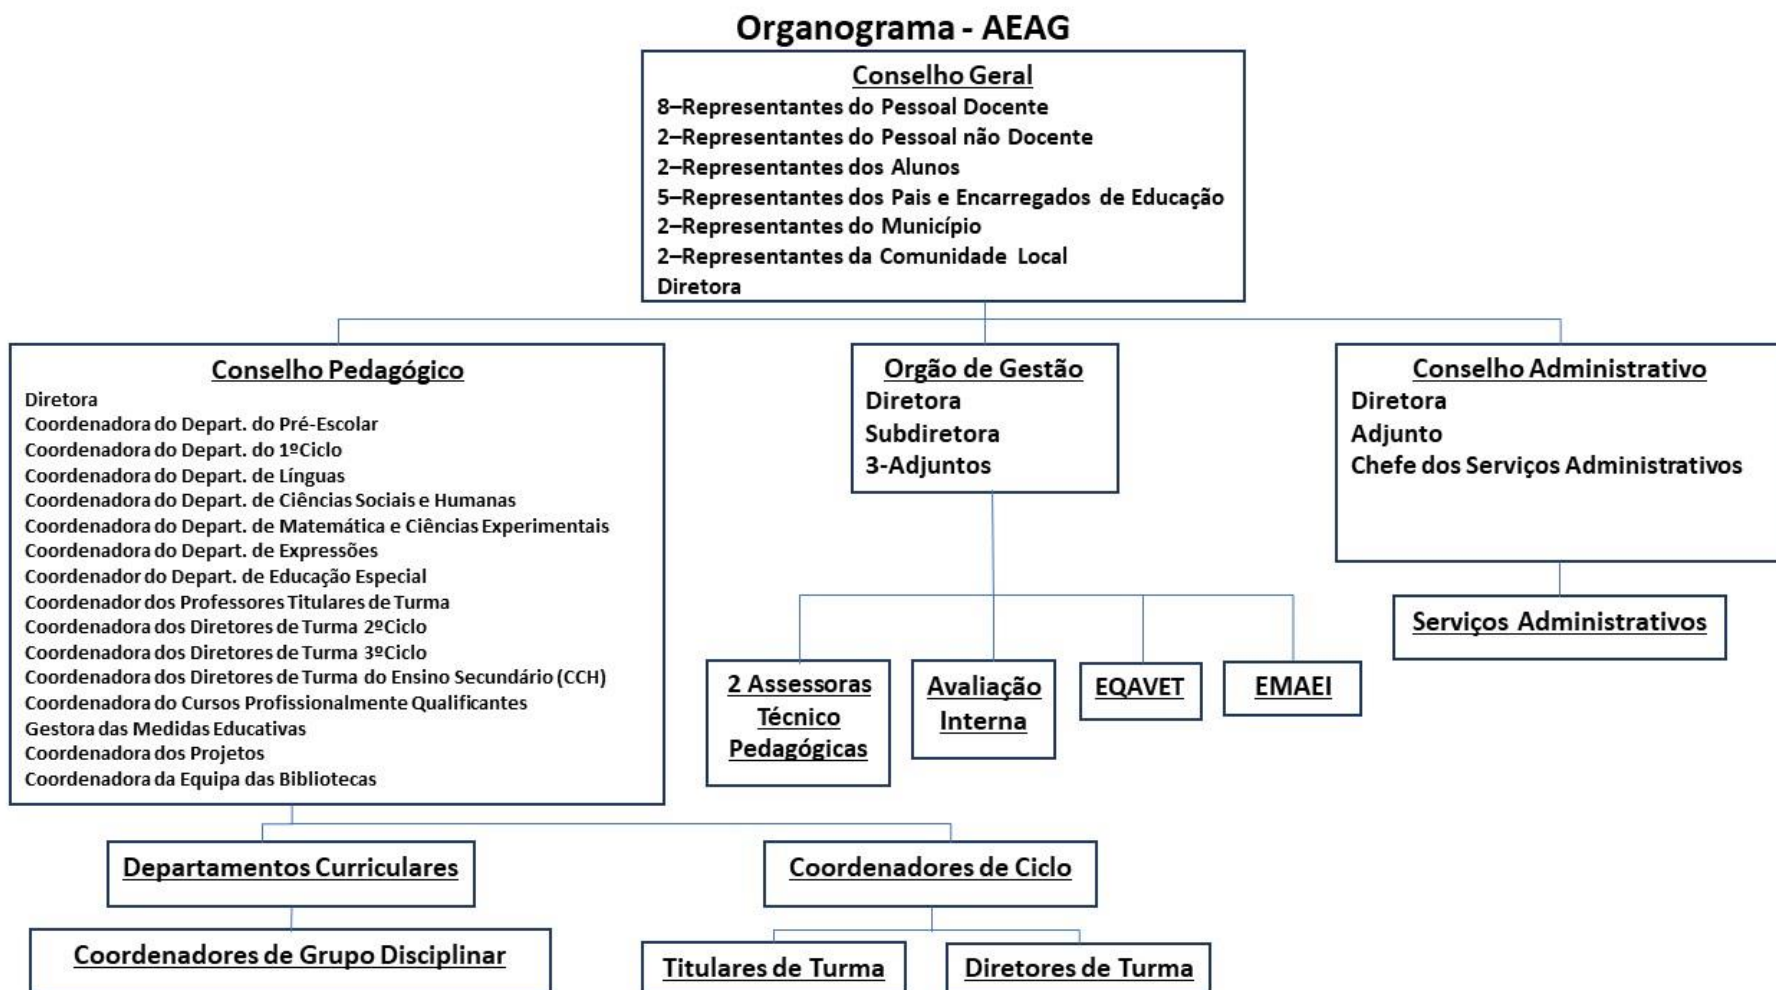 Organograma - AEAG
Conselho Geral
8–Representantes do Pessoal Docente
2–Representantes do Pessoal não Docente
2–Representantes dos Alunos
5–Representantes dos Pais e Encarregados de Educação
2–Representantes do Município
2–Representantes da Comunidade Local
Diretora
Conselho Pedagógico
Diretora
Coordenadora do Depart. do Pré-Escolar
Coordenadora do Depart. do 1ºCiclo
Coordenadora do Depart. de Línguas
Coordenadora do Depart. de Ciências Sociais e Humanas
Coordenadora do Depart. de Matemática e Ciências Experimentais
Coordenadora do Depart. de Expressões
Coordenador do Depart. de Educação Especial
Coordenador dos Professores Titulares de Turma
Coordenadora dos Diretores de Turma 2ºCiclo
Coordenadora dos Diretores de Turma 3ºCiclo
Coordenadora dos Diretores de Turma do Ensino Secundário (CCH)
Coordenadora do Cursos Profissionalmente Qualificantes
Gestora das Medidas Educativas
Coordenadora dos Projetos
Coordenadora da Equipa das Bibliotecas
Orgão de Gestão
Diretora
Subdiretora
3-Adjuntos
Conselho Administrativo
Diretora
Adjunto
Chefe dos Serviços Administrativos
Serviços Administrativos
2 Assessoras
Técnico
Pedagógicas
Avaliação
Interna
EQAVET
EMAEI
Departamentos Curriculares
Coordenadores de Ciclo
Coordenadores de Grupo Disciplinar
Titulares de Turma
Diretores de Turma